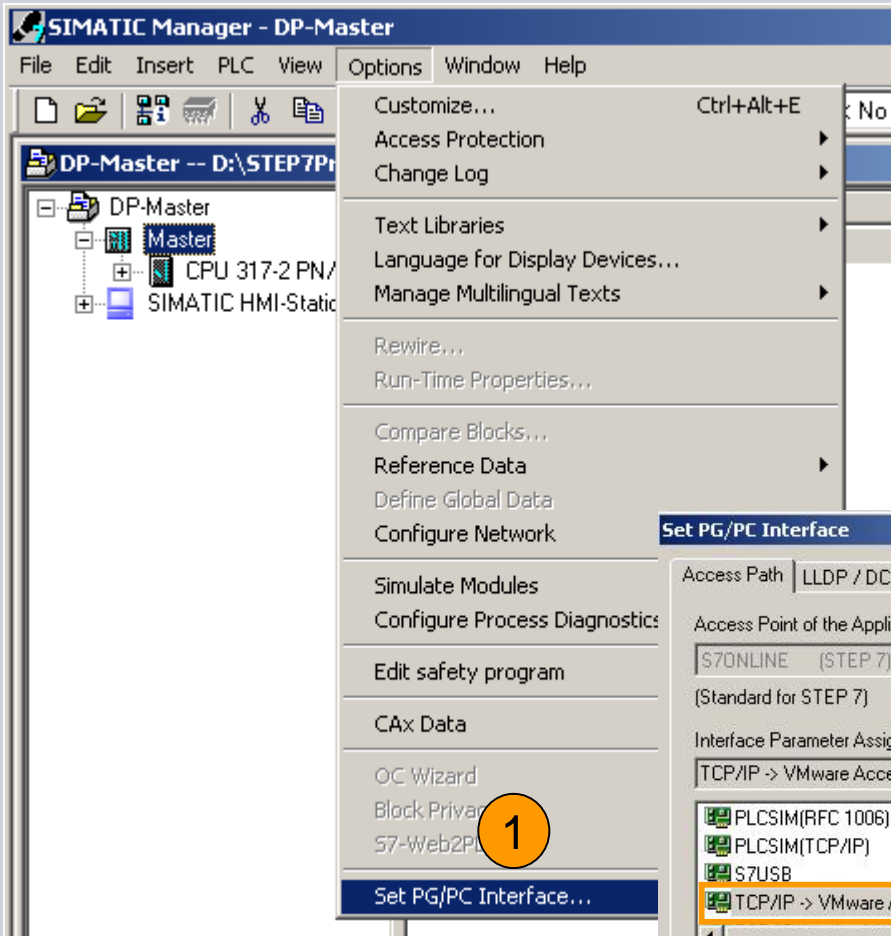 SIMATIC Manager - DP-Master
File Edit Insert PLC View Options Window Help
No
DP-Master -- D:\STEP7Pr
DP-Master
Master
CPU 317-2 PN/
SIMATIC HMI-Static
Customize... Ctrl+Alt+E
Access Protection
Change Log
Text Libraries
Language for Display Devices...
Manage Multilingual Texts
Rewire...
Run-Time Properties...
Compare Blocks...
Reference Data
Define Global Data
Configure Network
Simulate Modules
Configure Process Diagnostics
Edit safety program
CAx Data
OC Wizard
Block Privac
S7-Web2PL
1
Set PG/PC Interface...
Set PG/PC Interface
Access Path LLDP / DC
Access Point of the Appli
S7ONLINE (STEP 7)
(Standard for STEP 7)
Interface Parameter Assig
TCP/IP -> VMware Acce
PLCSIM(RFC 1006)
PLCSIM(TCP/IP)
S7USB
TCP/IP -> VMware A